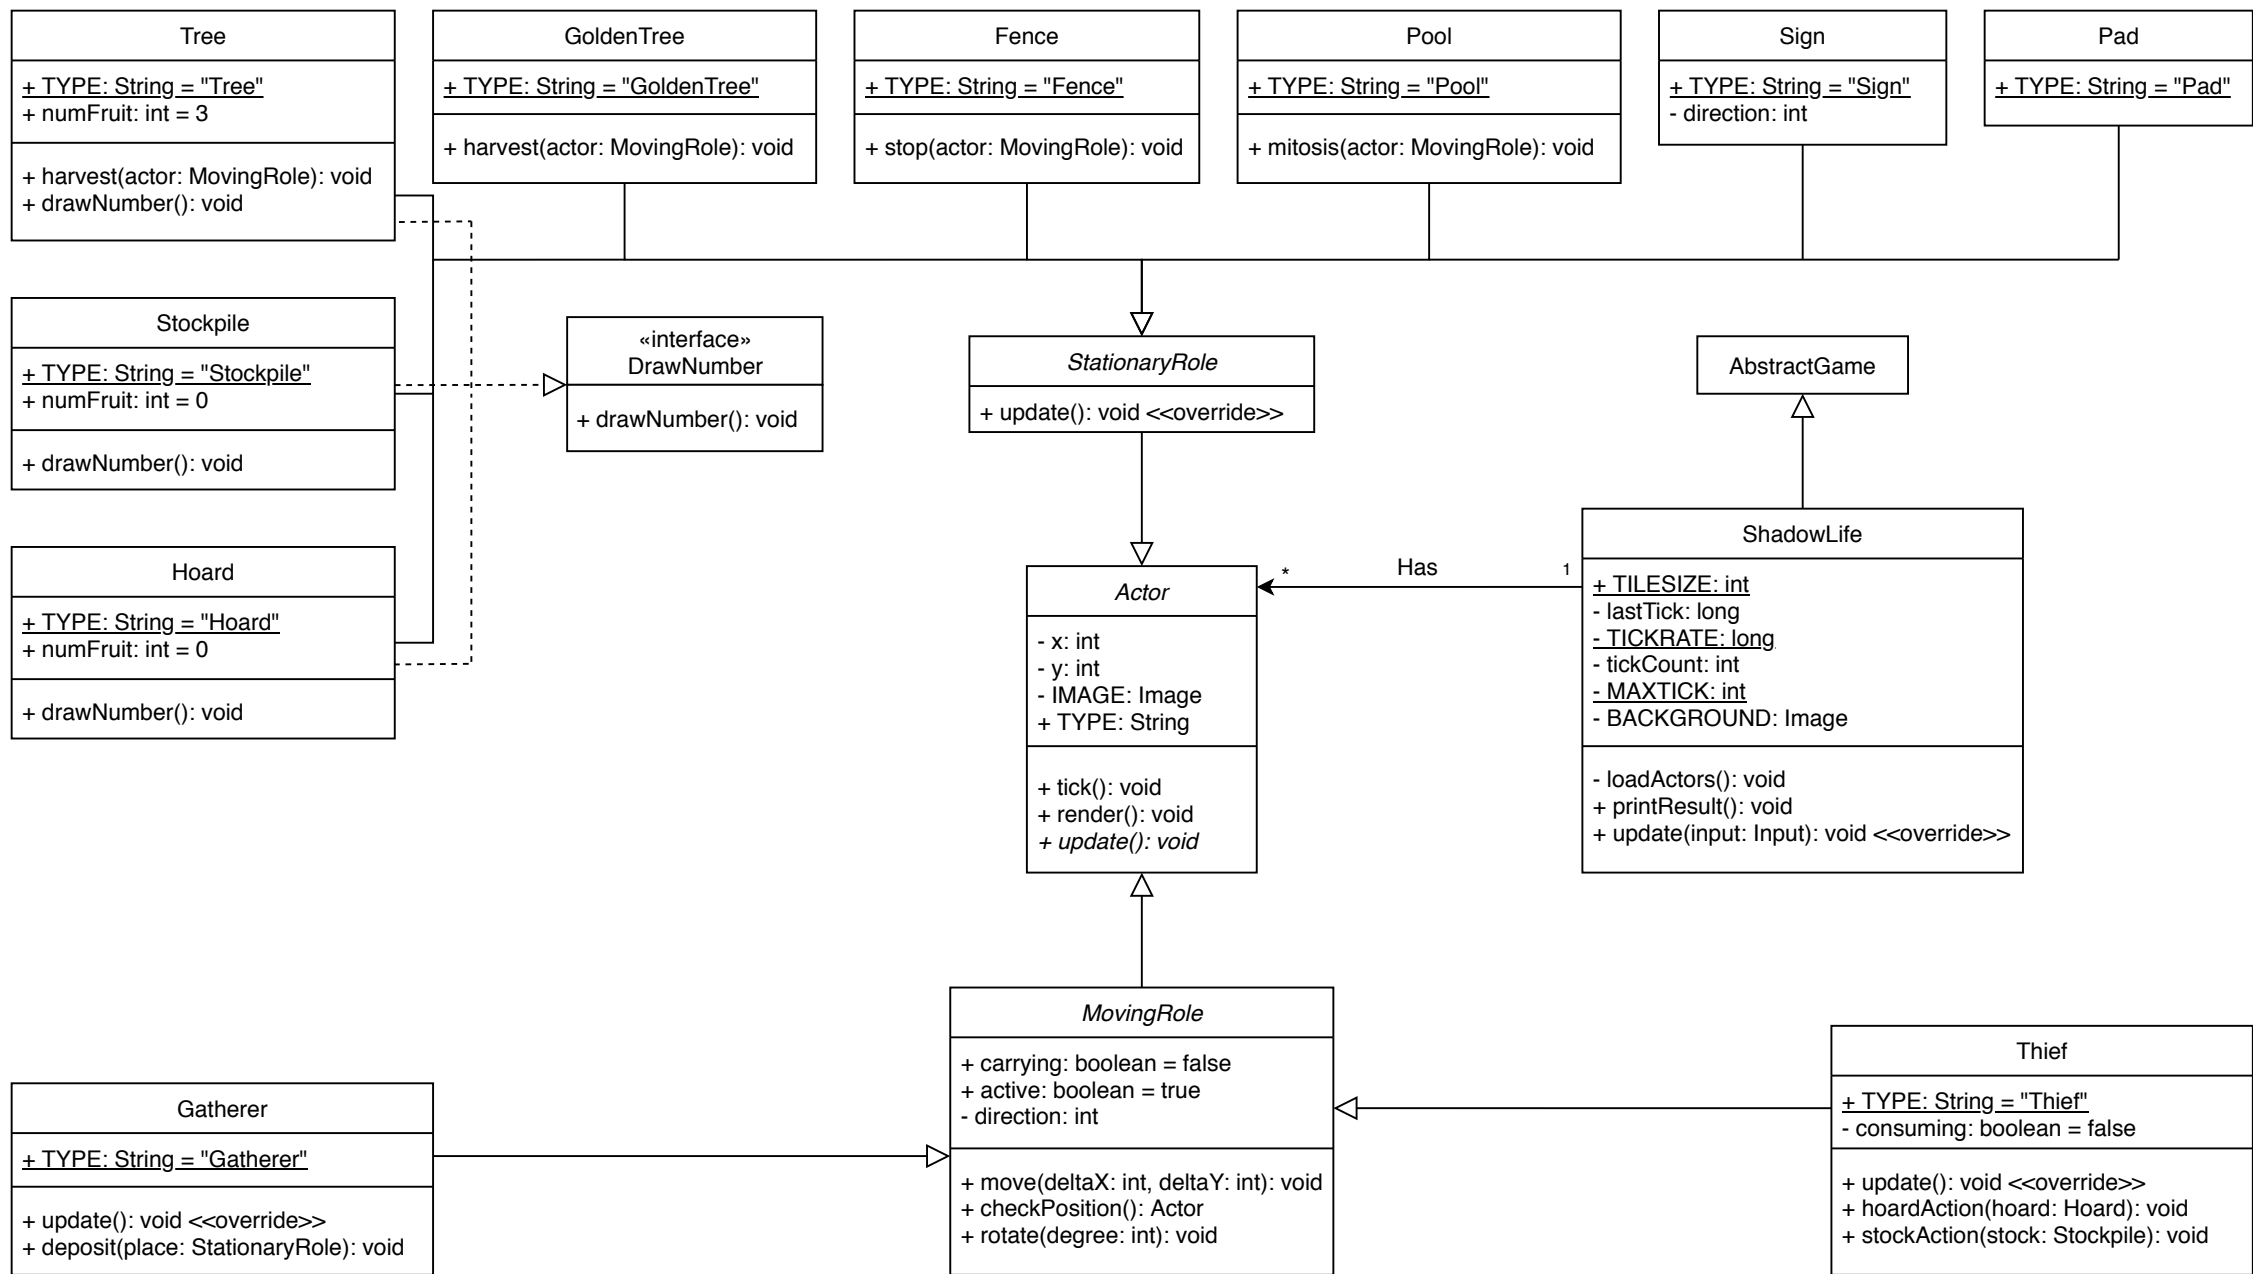 Tree
+ TYPE: String = "Tree"
+ numFruit: int = 3
+ harvest(actor: MovingRole): void
+ drawNumber(): void
GoldenTree
+ TYPE: String = "GoldenTree"
+ harvest(actor: MovingRole): void
Fence
+ TYPE: String = "Fence"
+ stop(actor: MovingRole): void
Pool
+ TYPE: String = "Pool"
+ mitosis(actor: MovingRole): void
Sign
+ TYPE: String = "Sign"
- direction: int
Pad
+ TYPE: String = "Pad"
Stockpile
+ TYPE: String = "Stockpile"
+ numFruit: int = 0
+ drawNumber(): void
«interface»
DrawNumber
+ drawNumber(): void
StationaryRole
+ update(): void <<override>>
AbstractGame
Hoard
+ TYPE: String = "Hoard"
+ numFruit: int = 0
+ drawNumber(): void
Actor
- x: int
- y: int
- IMAGE: Image
+ TYPE: String
+ tick(): void
+ render(): void
+ update(): void
* Has 1
ShadowLife
+ TILESIZE: int
- lastTick: long
- TICKRATE: long
- tickCount: int
- MAXTICK: int
- BACKGROUND: Image
- loadActors(): void
+ printResult(): void
+ update(input: Input): void <<override>>
Gatherer
+ TYPE: String = "Gatherer"
+ update(): void <<override>>
+ deposit(place: StationaryRole): void
MovingRole
+ carrying: boolean = false
+ active: boolean = true
- direction: int
+ move(deltaX: int, deltaY: int): void
+ checkPosition(): Actor
+ rotate(degree: int): void
Thief
+ TYPE: String = "Thief"
- consuming: boolean = false
+ update(): void <<override>>
+ hoardAction(hoard: Hoard): void
+ stockAction(stock: Stockpile): void